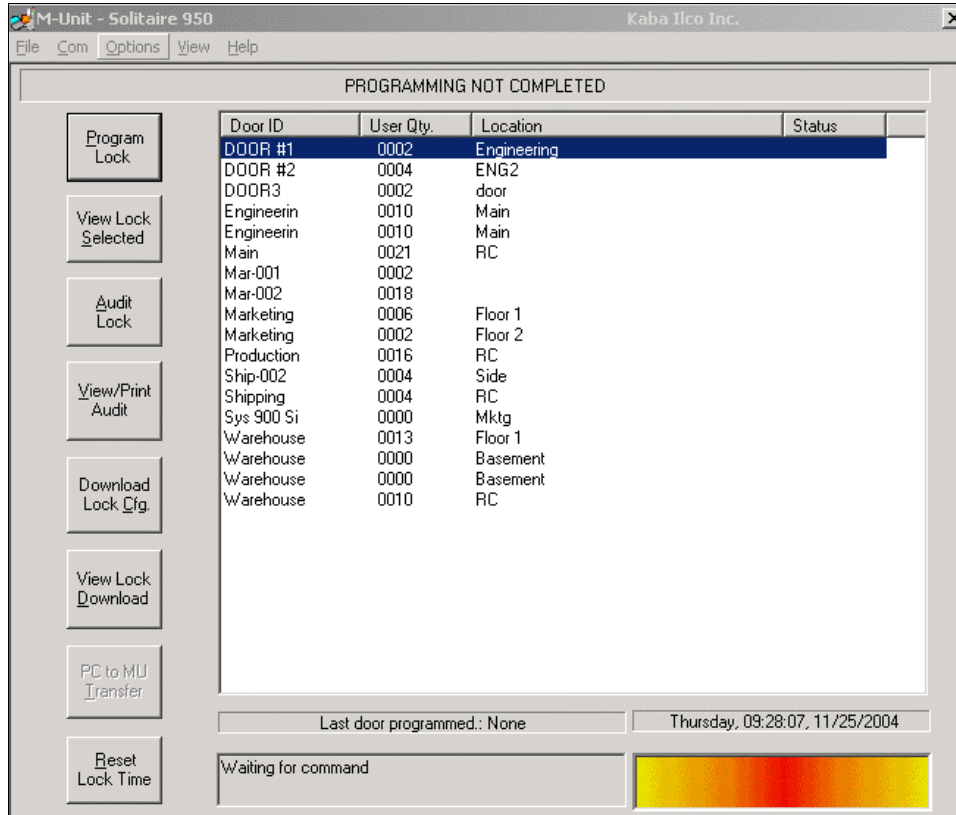 M-Unit - Solitaire 950 Kaba Ilco Inc.
File Com Options View Help
PROGRAMMING NOT COMPLETED
Program
Lock
View Lock
Selected
Audit
Lock
View/Print
Audit
Download
Lock Cfg.
View Lock
Download
PC to MU
Transfer
Reset
Lock Time
Door ID User Qty. Location Status
DOOR #1 0002 Engineering
DOOR #2 0004 ENG2
DOOR3 0002 door
Engineerin 0010 Main
Engineerin 0010 Main
Main 0021 RC
Mar-001 0002
Mar-002 0018
Marketing 0006 Floor 1
Marketing 0002 Floor 2
Production 0016 RC
Ship-002 0004 Side
Shipping 0004 RC
Sys 900 Si 0000 Mktg
Warehouse 0013 Floor 1
Warehouse 0000 Basement
Warehouse 0000 Basement
Warehouse 0010 RC
Last door programmed.: None
Thursday, 09:28:07, 11/25/2004
Waiting for command